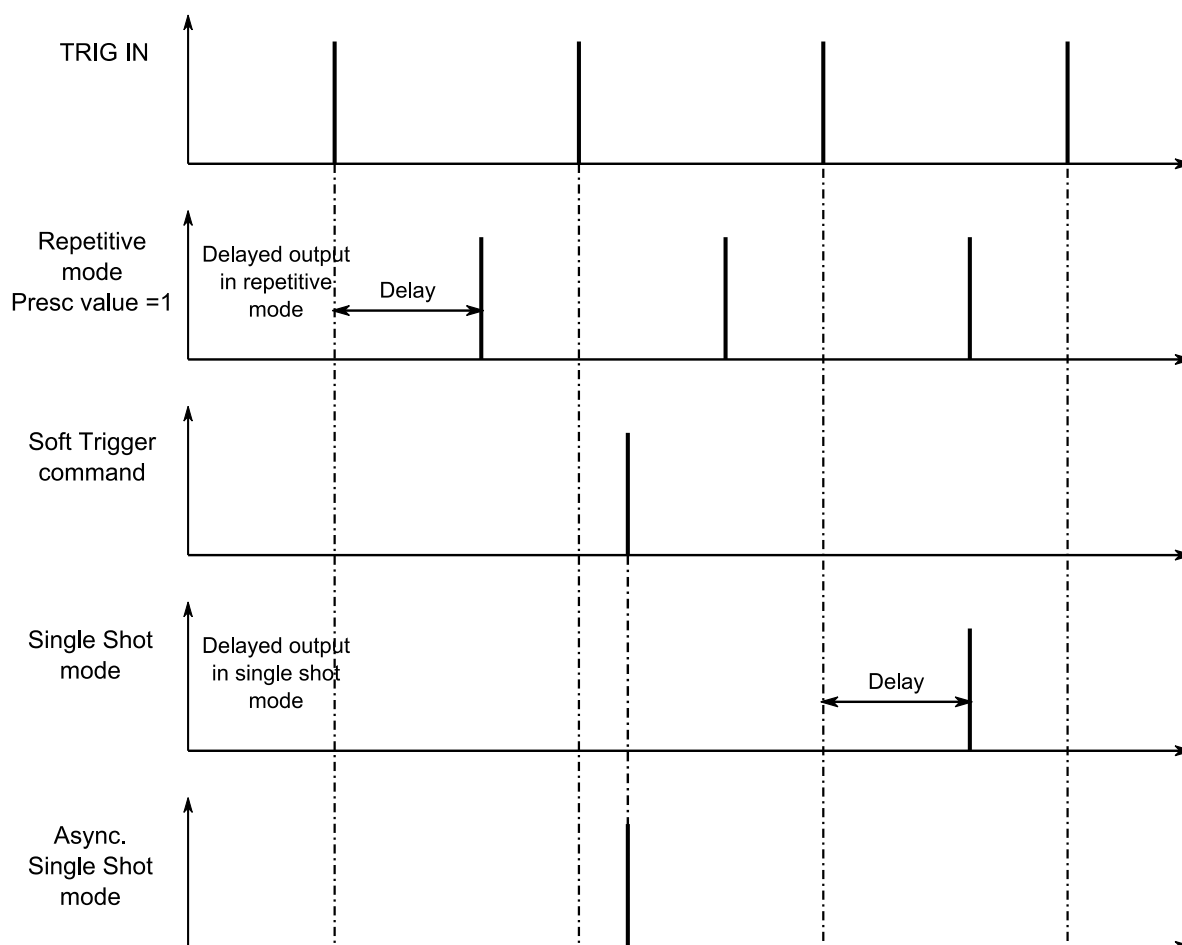 TRIG IN
Repetitive
mode
Presc value =1
Delayed output
in repetitive
mode
Delay
Soft Trigger
command
Single Shot
mode
Delayed output
in single shot
mode
Delay
Async.
Single Shot
mode